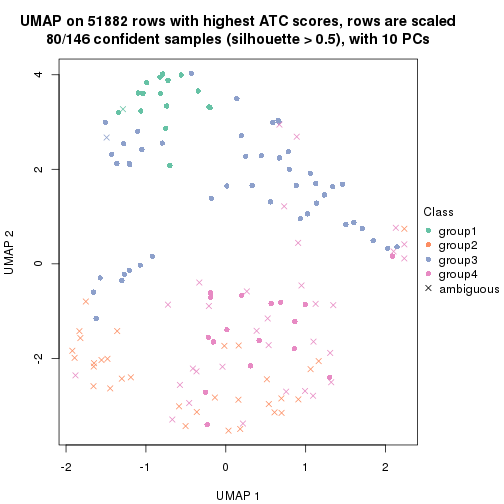 UMAP on 51882 rows with highest ATC scores, rows are scaled
80/146 confident samples (silhouette > 0.5), with 10 PCs
4
2
0
-2
UMAP 2
-2
-1
0
1
2
UMAP 1
Class
group1
group2
group3
group4
ambiguous